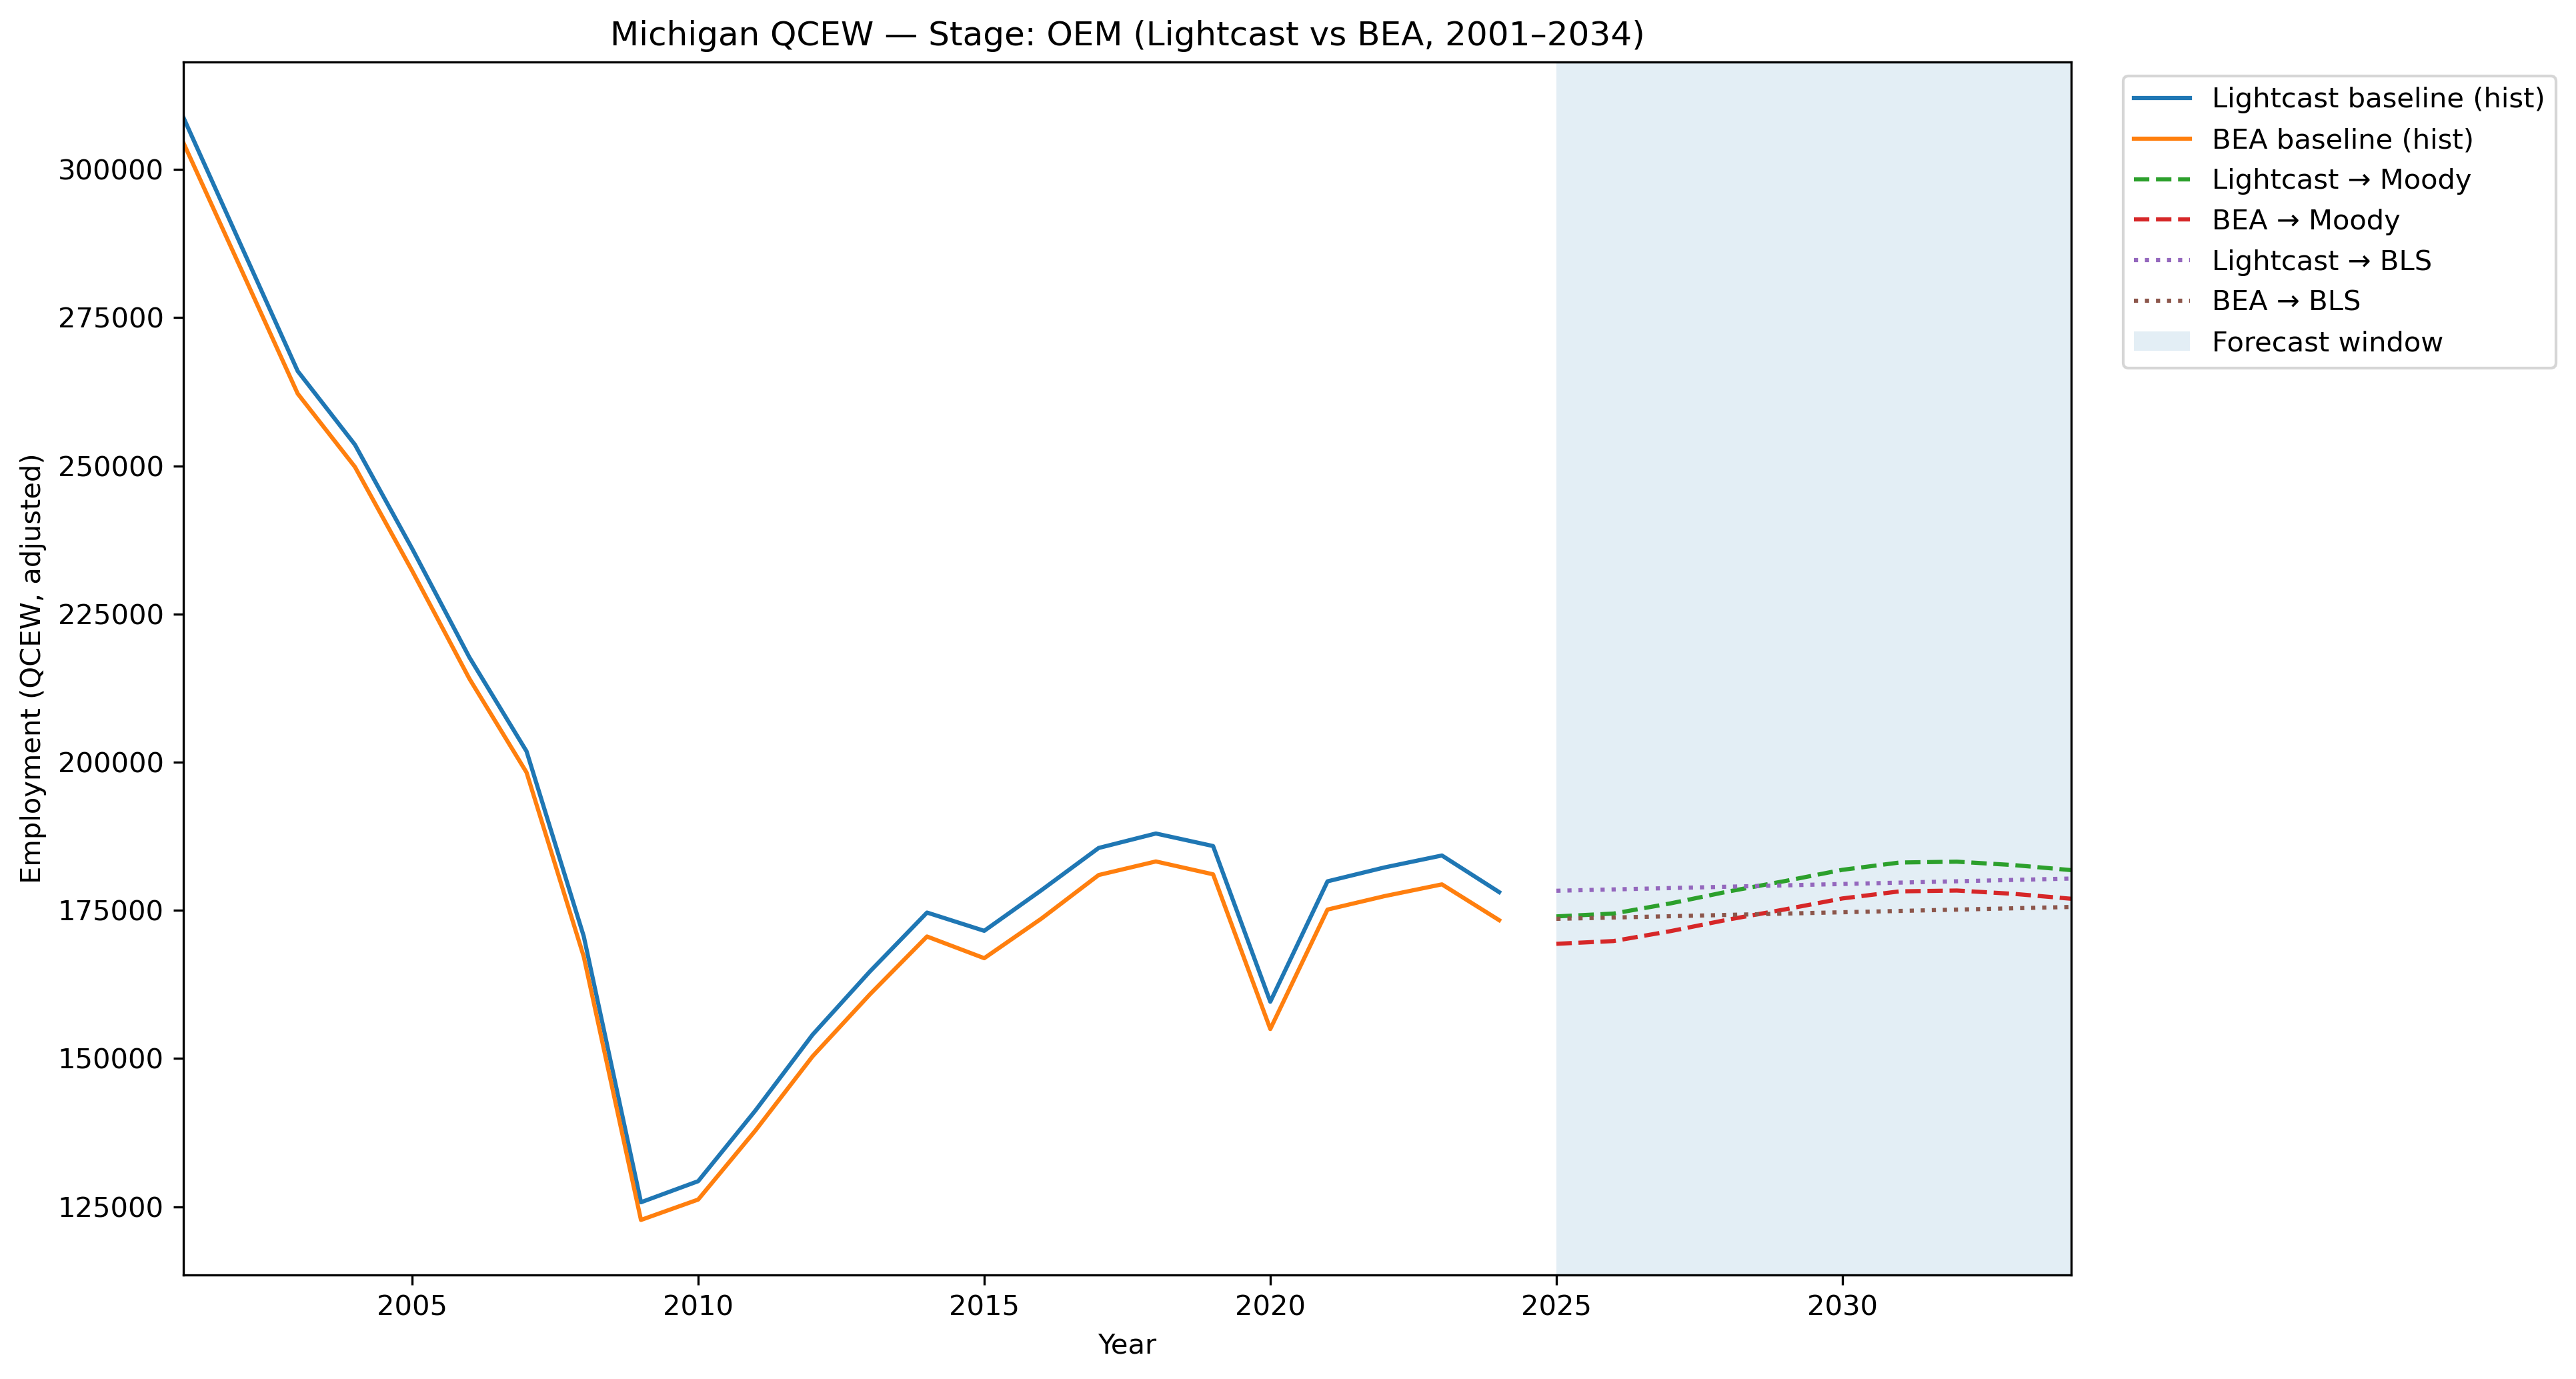 Michigan QCEW — Stage: OEM (Lightcast vs BEA, 2001–2034)
Lightcast baseline (hist)
BEA baseline (hist)
Lightcast → Moody
BEA → Moody
Lightcast → BLS
BEA → BLS
Forecast window
Employment (QCEW, adjusted)
300000
275000
250000
225000
200000
175000
150000
125000
2005
2010
2015
2020
2025
2030
Year